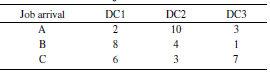 Job arrival DC1 DC2 DC3
A 2 10 3
B 8 4 1
C 6 3 7